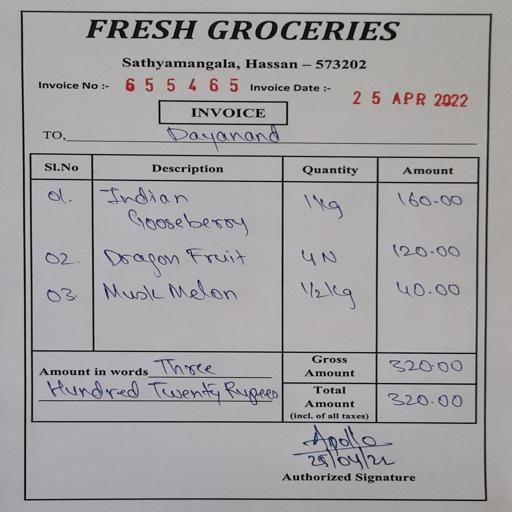 FRESH GROCERIES
Sathyamangala, Hassan – 573202
Invoice No :- 655465 Invoice Date :- 25 APR 2022
INVOICE
TO, Dayanand
Sl.No Description Quantity Amount
01. Indian Gooseberry 1kg 160.00
02. Dragon Fruit 4N 120.00
03. Musk Melon 1/2kg 40.00
Amount in words Three
Hundred Twenty Rupees
Gross Amount 320.00
Total Amount (incl. of all taxes) 320.00
Apollo
25/04/22
Authorized Signature